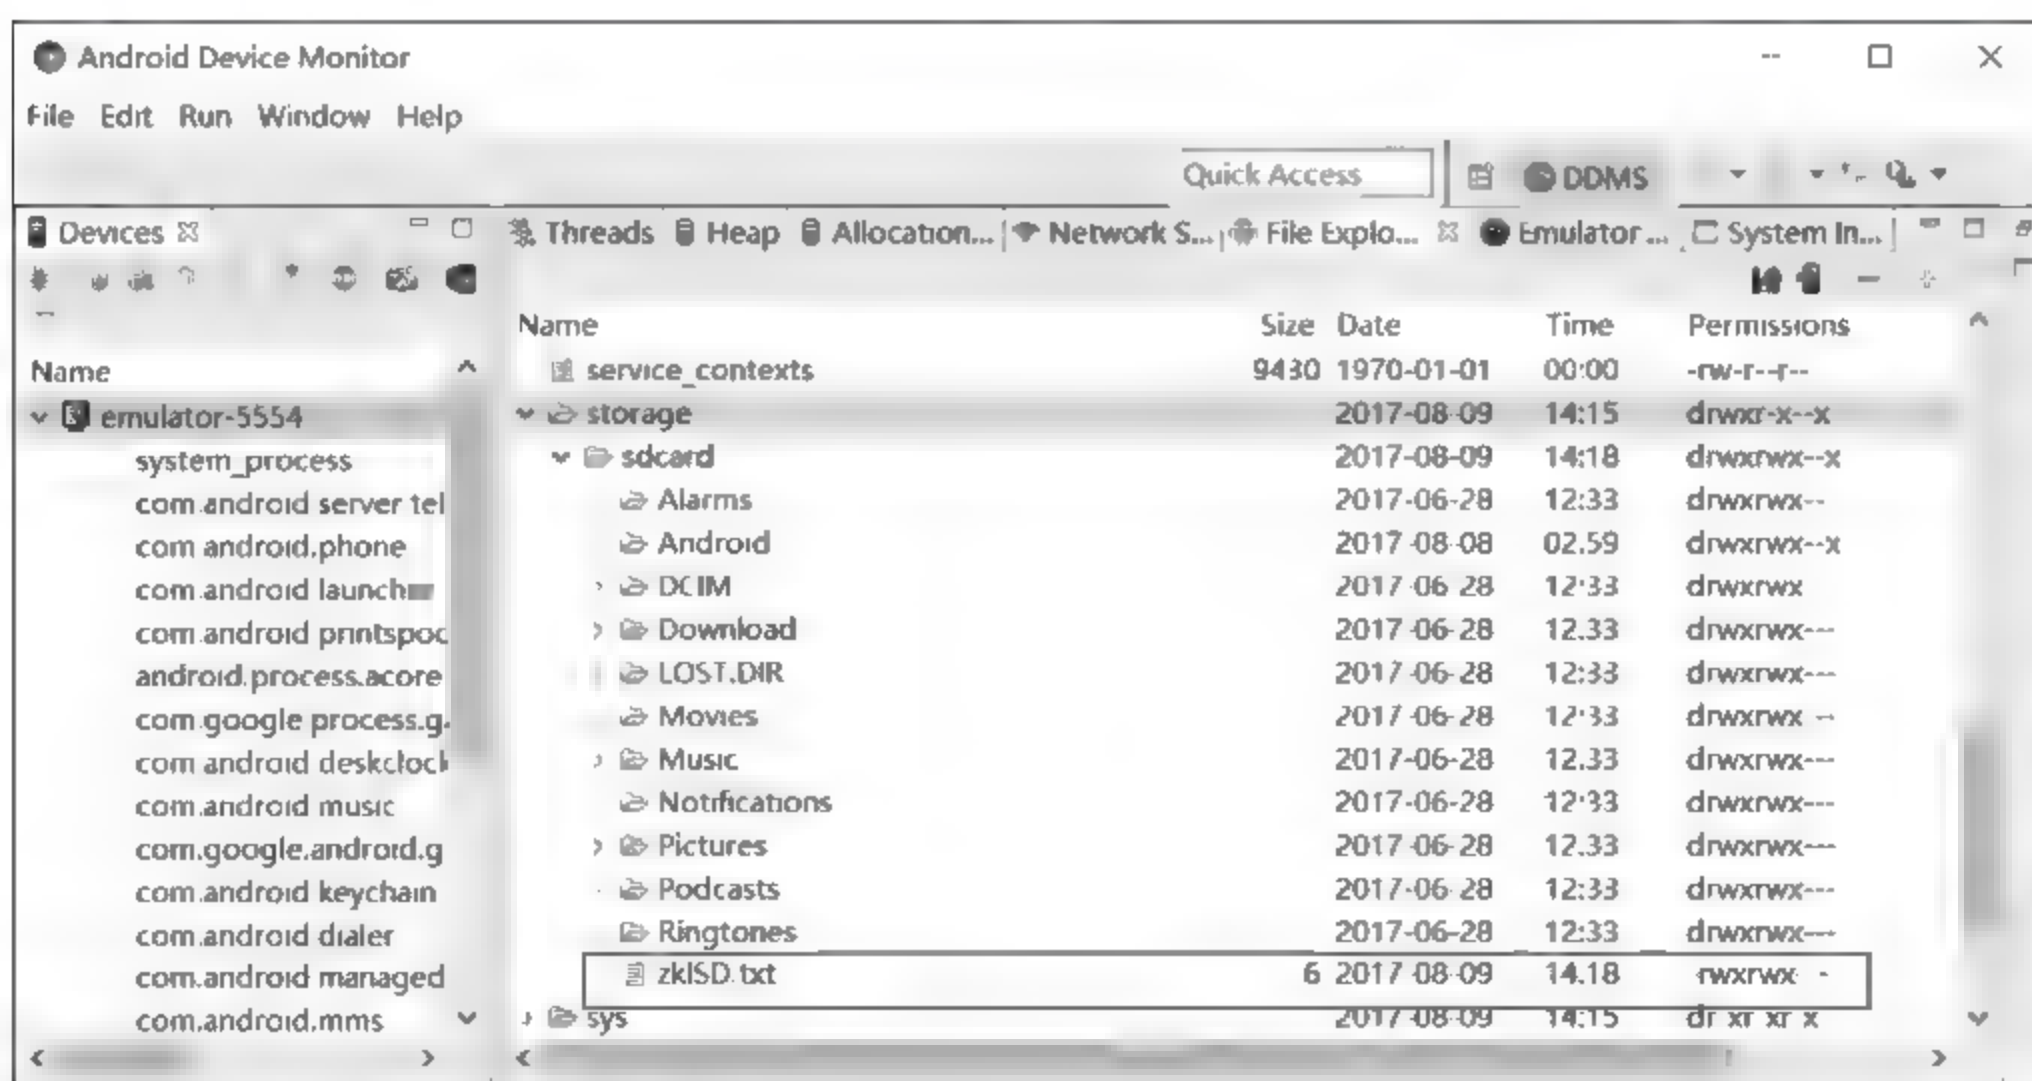 Android Device Monitor
File Edit Run Window Help
Quick Access DDMS
Devices
Threads Heap Allocation... Network S... File Explo... Emulator ... System In...
Name
emulator-5554
system_process
com.android server tel
com android.phone
com.android launch
com.android printspoc
android.process.acore
com.google process.g.
com android deskclock
com.android music
com.google.android.g
com.android keychain
com.android dialer
com.android managed
com.android.mms
Name Size Date Time Permissions
service_contexts 9430 1970-01-01 00:00 -rw-r--r--
storage 2017-08-09 14:15 drwxr-x--x
sdcard 2017-08-09 14:18 drwxrwx--x
Alarms 2017-06-28 12:33 drwxrwx--
Android 2017-08-08 02.59 drwxrwx--x
DCIM 2017 06 28 12:33 drwxrwx
Download 2017-06-28 12.33 drwxrwx---
LOST.DIR 2017-06-28 12:33 drwxrwx---
Movies 2017-06-28 12:33 drwxrwx --
Music 2017-06-28 12.33 drwxrwx---
Notifications 2017-06-28 12:33 drwxrwx---
Pictures 2017-06-28 12.33 drwxrwx---
Podcasts 2017-06-28 12:33 drwxrwx---
Ringtones 2017-06-28 12:33 drwxrwx---
6 2017-08-09 14.18 -rwxrwx -
sys 2017-08-09 14:15 dr xr xr x